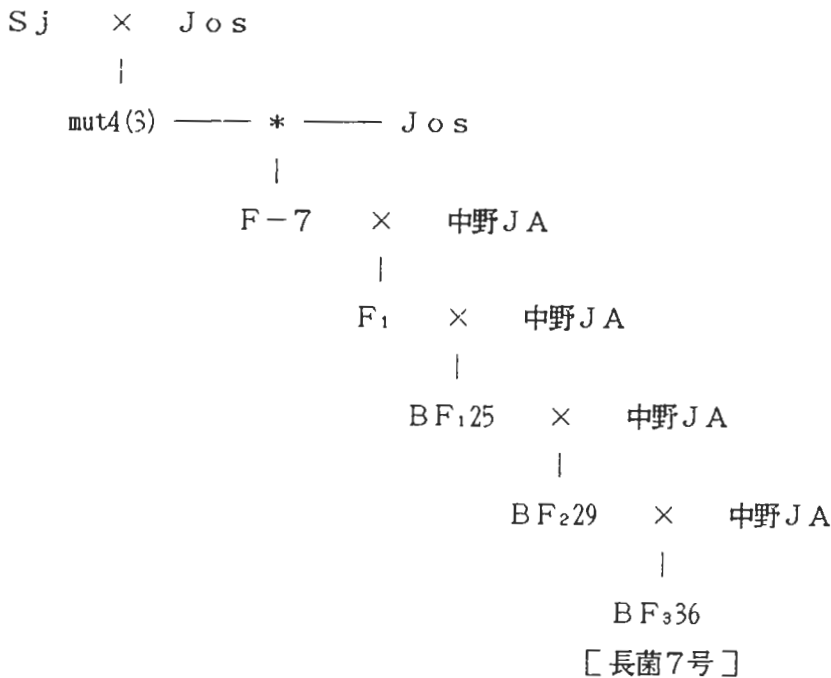 Sj × Jos
|
mut4(3) —— * —— Jos
|
F-7 × 中野JA
|
F₁ × 中野JA
|
BF₁25 × 中野JA
|
BF₂29 × 中野JA
|
BF₃36
[長菌7号]